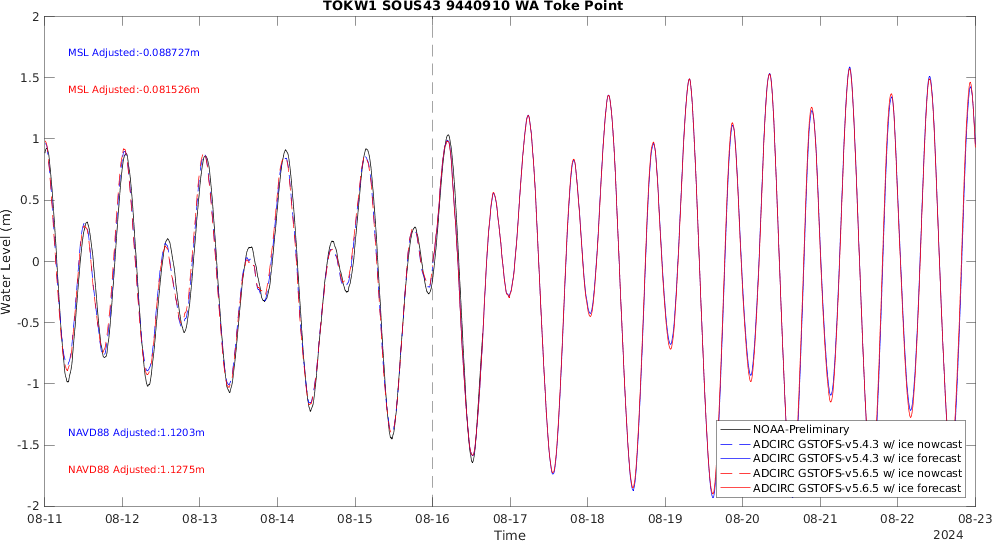 TOKW1 SOUS43 9440910 WA Toke Point
2
1.5
1
0.5
0
-0.5
-1
-1.5
-2
Water Level (m)
MSL Adjusted:-0.088727m
MSL Adjusted:-0.081526m
NAVD88 Adjusted:1.1203m
NAVD88 Adjusted:1.1275m
NOAA-Preliminary
ADCIRC GSTOFS-v5.4.3 w/ ice nowcast
ADCIRC GSTOFS-v5.4.3 w/ ice forecast
ADCIRC GSTOFS-v5.6.5 w/ ice nowcast
ADCIRC GSTOFS-v5.6.5 w/ ice forecast
08-11 08-12 08-13 08-14 08-15 08-16 08-17 08-18 08-19 08-20 08-21 08-22 08-23
Time
2024